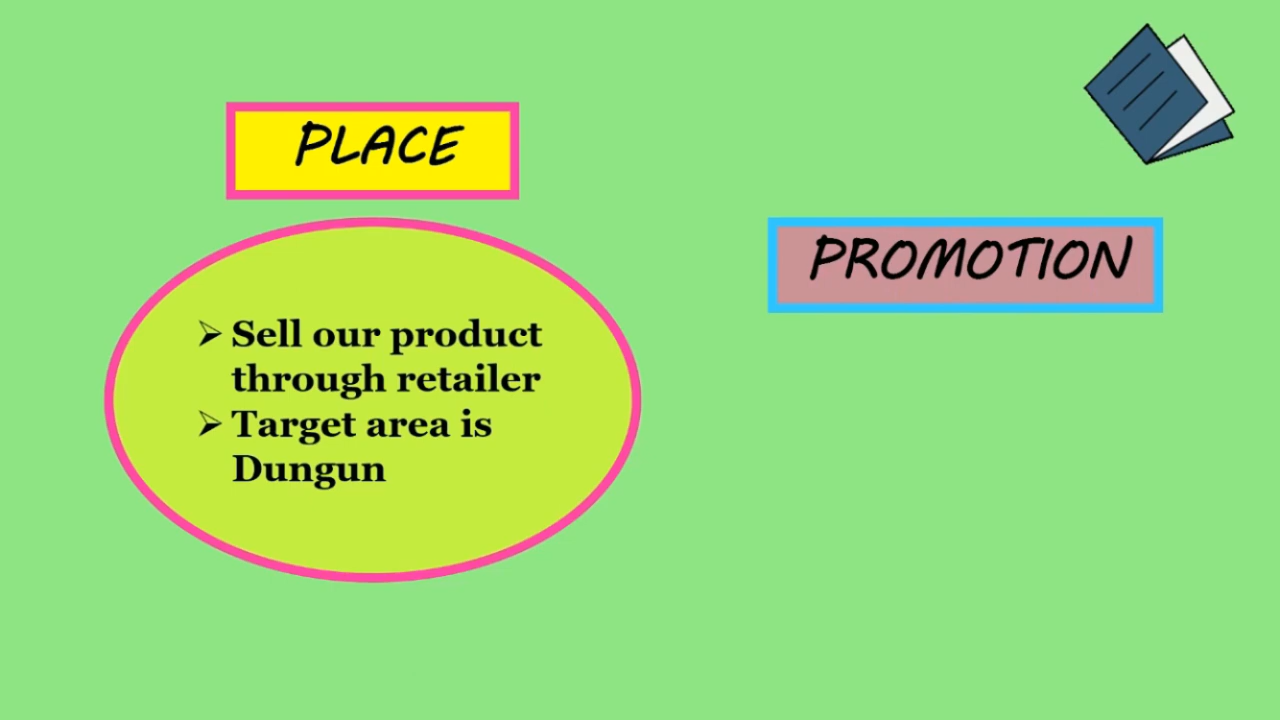 PLACE
➢ Sell our product
through retailer
➢ Target area is
Dungun
PROMOTION